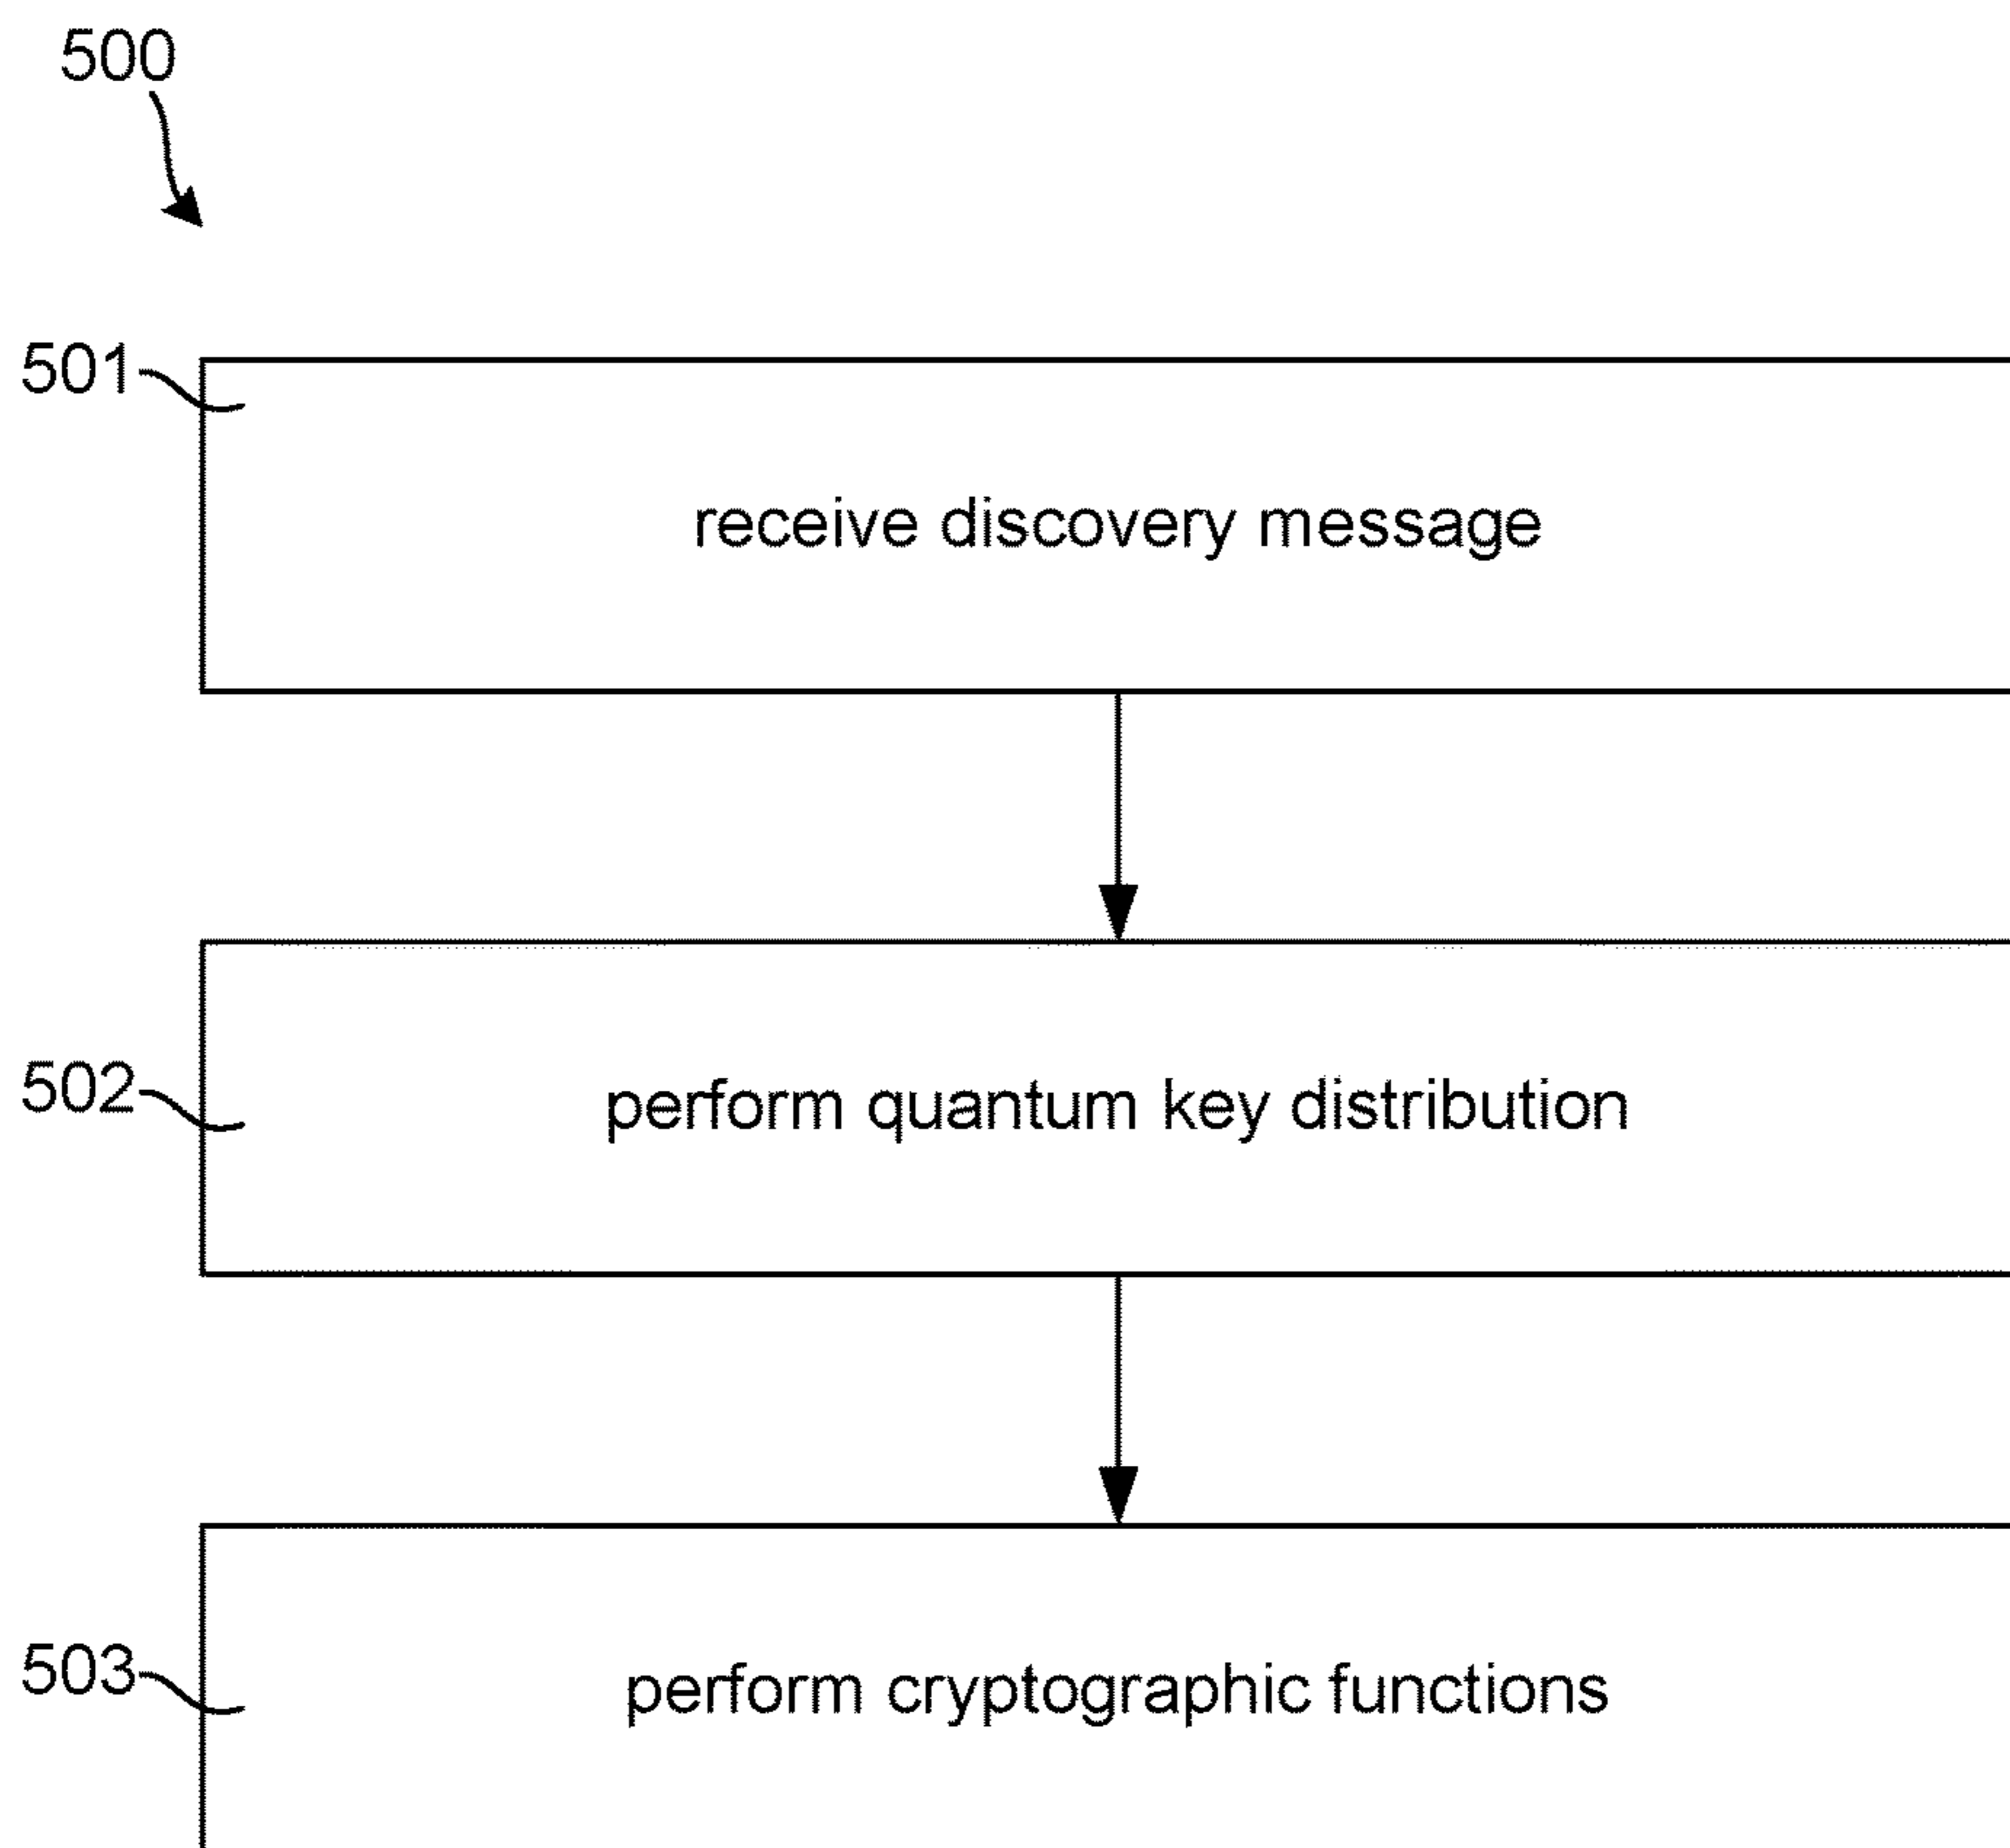 500
501
receive discovery message
502
perform quantum key distribution
503
perform cryptographic functions